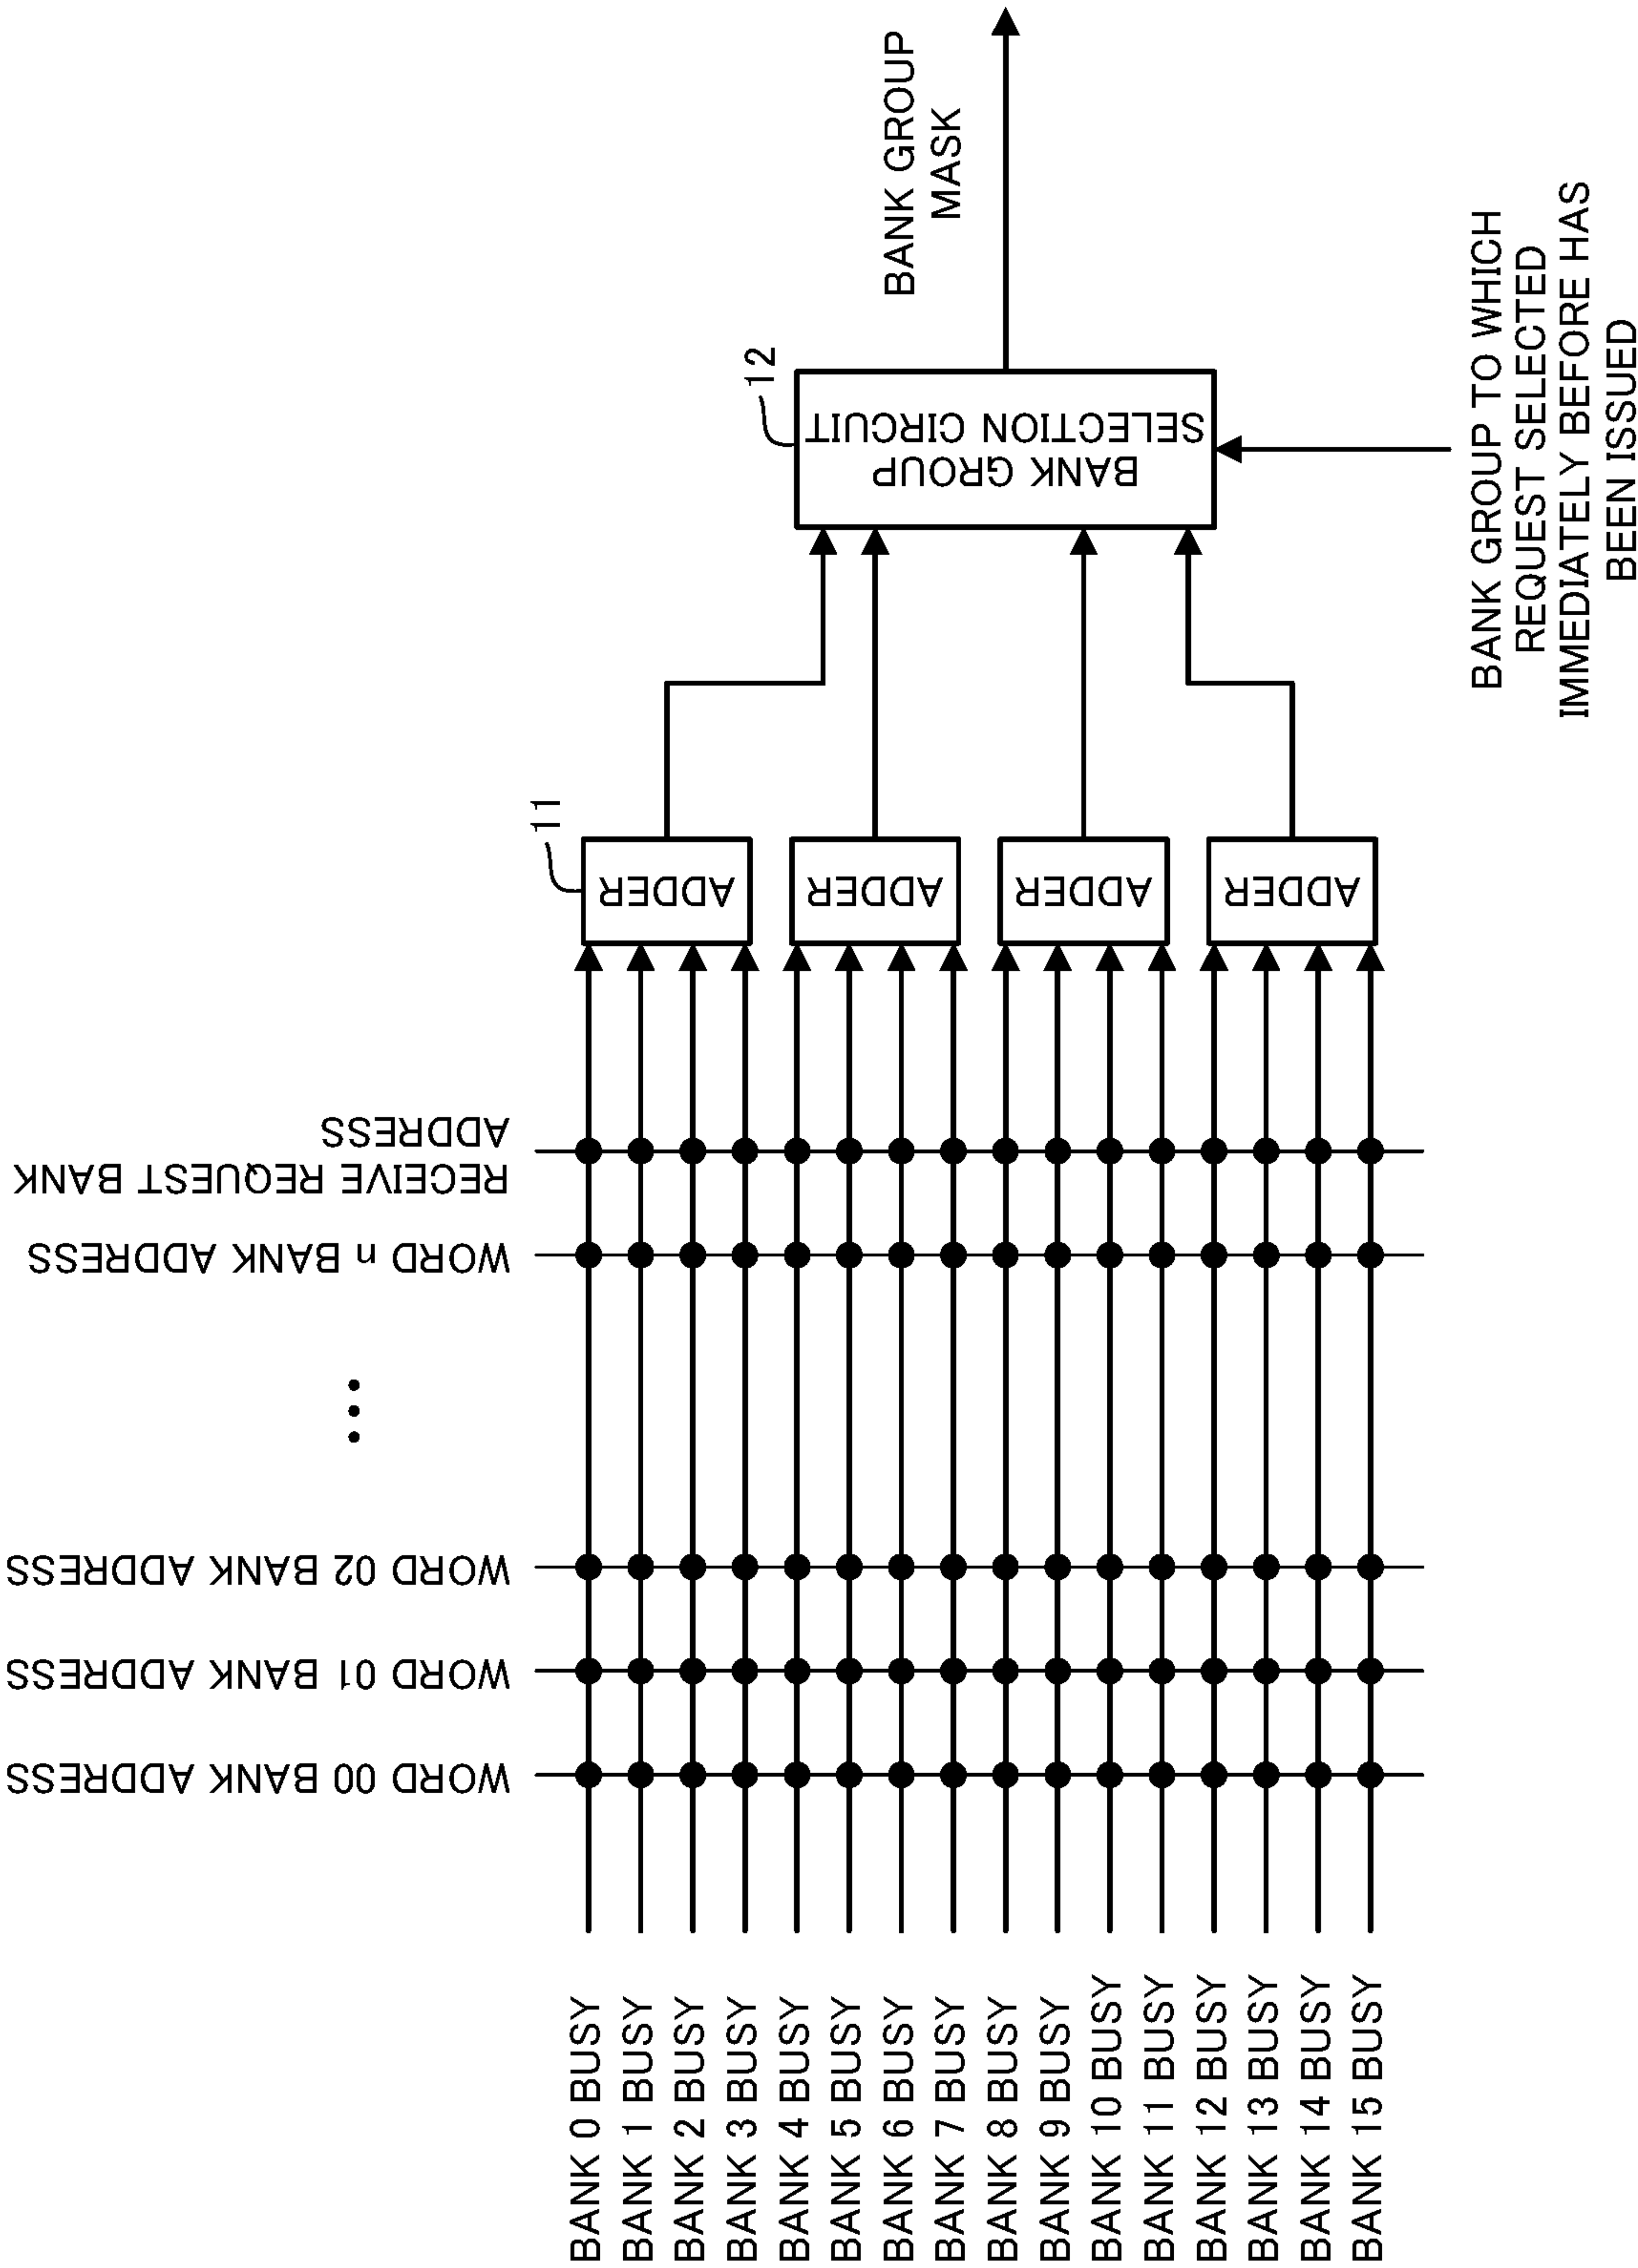 WORD 00 BANK ADDRESS
WORD 01 BANK ADDRESS
WORD 02 BANK ADDRESS
...
WORD n BANK ADDRESS
RECEIVE REQUEST BANK
ADDRESS
BANK 0 BUSY
BANK 1 BUSY
BANK 2 BUSY
BANK 3 BUSY
BANK 4 BUSY
BANK 5 BUSY
BANK 6 BUSY
BANK 7 BUSY
BANK 8 BUSY
BANK 9 BUSY
BANK 10 BUSY
BANK 11 BUSY
BANK 12 BUSY
BANK 13 BUSY
BANK 14 BUSY
BANK 15 BUSY
11
ADDER
ADDER
ADDER
ADDER
12
BANK GROUP
SELECTION CIRCUIT
BANK GROUP
MASK
BANK GROUP TO WHICH
REQUEST SELECTED
IMMEDIATELY BEFORE HAS
BEEN ISSUED